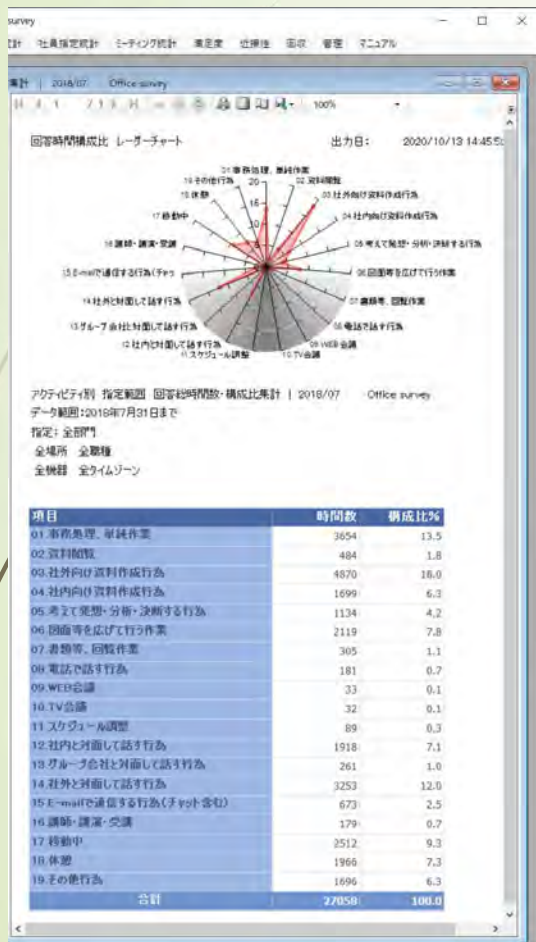 survey
計 社員指定統計 ミーティング統計 満足度 近接性 回収 管理 マニュアル
集計 | 2018/07 Office survey
100%
回答時間構成比 レーダーチャート 出力日: 2020/10/13 14:45:5
01.事務処理、単純作業
19.その他行為 20 02.資料閲覧
18.休憩 16 03.社外向け資料作成行為
17.移動中 04.社内向け資料作成行為
16.講師・講演・受講 05.考えて発想・分析・決断する行為
15.E-mailで通信する行為(チャッ 06.図面等を広げて行う作業
14.社外と対面して話す行為 07.書類等、回覧作業
13.グループ会社と対面して話す行為 08.電話で話す行為
12.社内と対面して話す行為 09.WEB会議
11.スケジュール調整 10.TV会議
アクティビティ別 指定範囲 回答総時間数・構成比集計 | 2018/07 Office survey
データ範囲:2018年7月31日まで
指定: 全部門
全場所 全職種
全機器 全タイムゾーン
項目 時間数 構成比%
01.事務処理、単純作業 3654 13.5
02.資料閲覧 484 1.8
03.社外向け資料作成行為 4870 18.0
04.社内向け資料作成行為 1699 6.3
05.考えて発想・分析・決断する行為 1134 4.2
06.図面等を広げて行う作業 2119 7.8
07.書類等、回覧作業 305 1.1
08.電話で話す行為 181 0.7
09.WEB会議 33 0.1
10.TV会議 32 0.1
11.スケジュール調整 89 0.3
12.社内と対面して話す行為 1918 7.1
13.グループ会社と対面して話す行為 261 1.0
14.社外と対面して話す行為 3253 12.0
15.E-mailで通信する行為(チャット含む) 673 2.5
16.講師・講演・受講 179 0.7
17.移動中 2512 9.3
18.休憩 1966 7.3
19.その他行為 1696 6.3
合計 27058 100.0